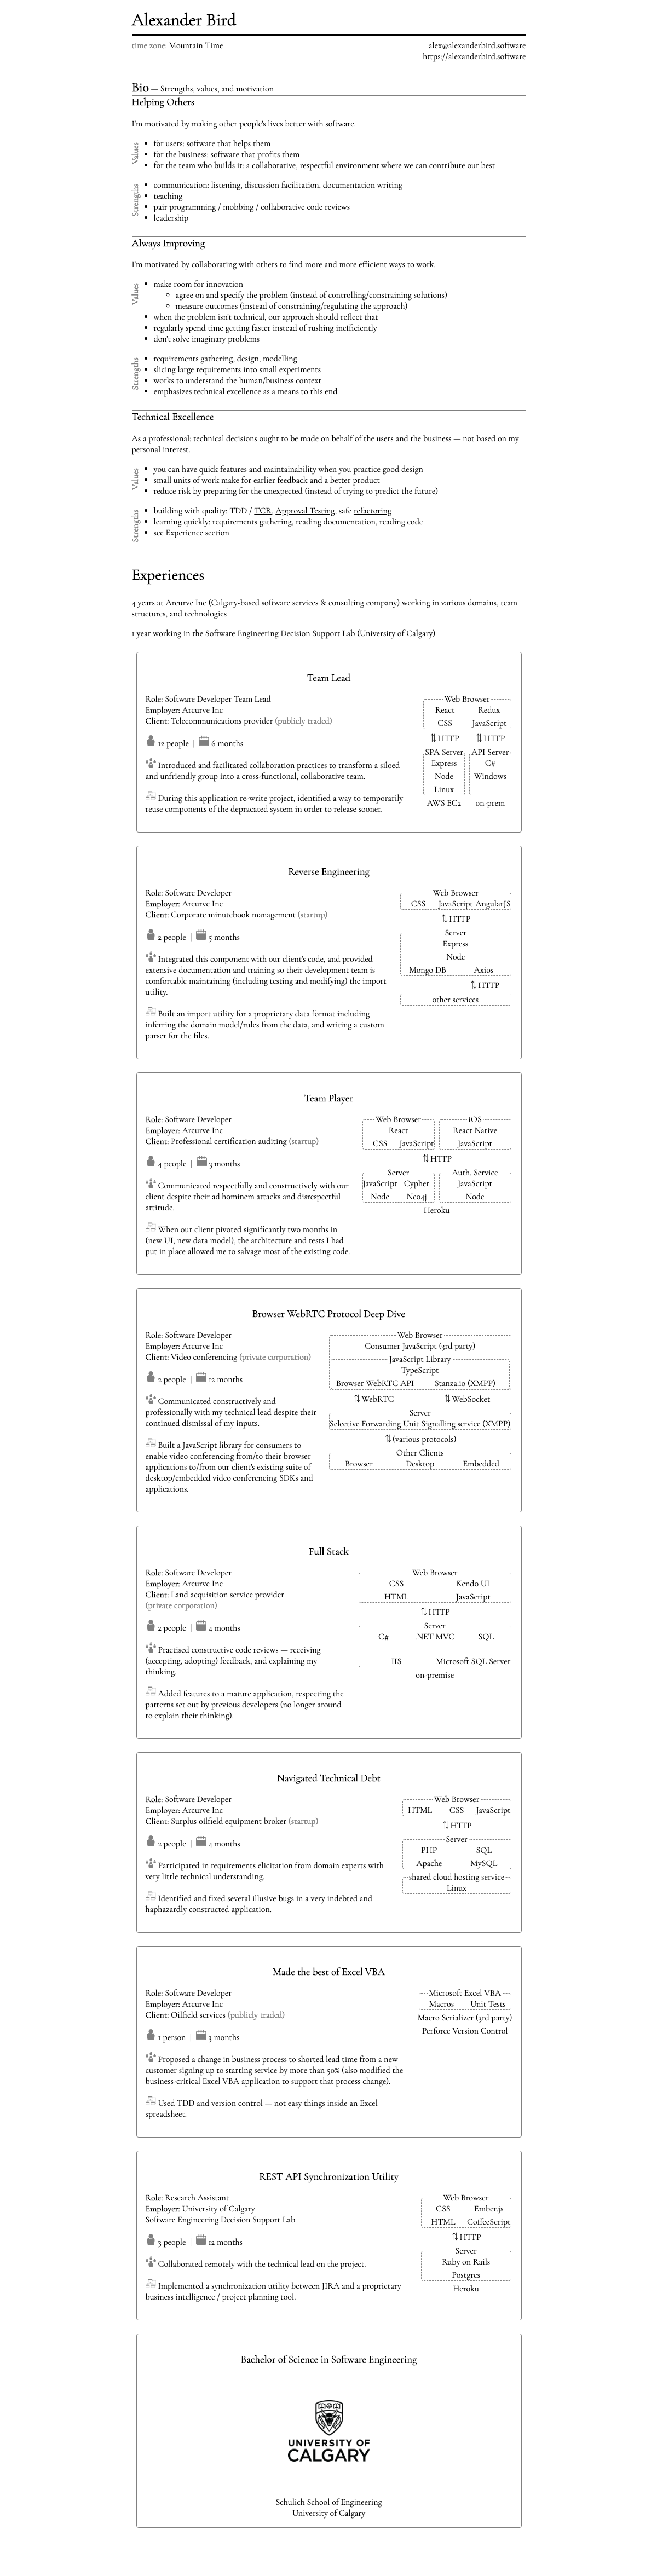 Alexander Bird
time zone: Mountain Time
alex@alexanderbird.software
https://alexanderbird.software
Bio — Strengths, values, and motivation
Helping Others
I'm motivated by making other people's lives better with software.
Values
• for users: software that helps them
• for the business: software that profits them
• for the team who builds it: a collaborative, respectful environment where we can contribute our best
Strengths
• communication: listening, discussion facilitation, documentation writing
• teaching
• pair programming / mobbing / collaborative code reviews
• leadership
Always Improving
I'm motivated by collaborating with others to find more and more efficient ways to work.
Values
• make room for innovation
◦ agree on and specify the problem (instead of controlling/constraining solutions)
◦ measure outcomes (instead of constraining/regulating the approach)
• when the problem isn't technical, our approach should reflect that
• regularly spend time getting faster instead of rushing inefficiently
• don't solve imaginary problems
Strengths
• requirements gathering, design, modelling
• slicing large requirements into small experiments
• works to understand the human/business context
• emphasizes technical excellence as a means to this end
Technical Excellence
As a professional: technical decisions ought to be made on behalf of the users and the business — not based on my
personal interest.
Values
• you can have quick features and maintainability when you practice good design
• small units of work make for earlier feedback and a better product
• reduce risk by preparing for the unexpected (instead of trying to predict the future)
Strengths
• building with quality: TDD / TCR, Approval Testing, safe refactoring
• learning quickly: requirements gathering, reading documentation, reading code
• see Experience section
Experiences
4 years at Arcurve Inc (Calgary-based software services & consulting company) working in various domains, team
structures, and technologies
1 year working in the Software Engineering Decision Support Lab (University of Calgary)
Team Lead
Role: Software Developer Team Lead
Employer: Arcurve Inc
Client: Telecommunications provider (publicly traded)
12 people | 6 months
Introduced and facilitated collaboration practices to transform a siloed
and unfriendly group into a cross-functional, collaborative team.
During this application re-write project, identified a way to temporarily
reuse components of the depracated system in order to release sooner.
Web Browser
React Redux
CSS JavaScript
⇅ HTTP ⇅ HTTP
SPA Server API Server
Express C#
Node Windows
Linux
AWS EC2 on-prem
Reverse Engineering
Role: Software Developer
Employer: Arcurve Inc
Client: Corporate minutebook management (startup)
2 people | 5 months
Integrated this component with our client's code, and provided
extensive documentation and training so their development team is
comfortable maintaining (including testing and modifying) the import
utility.
Built an import utility for a proprietary data format including
inferring the domain model/rules from the data, and writing a custom
parser for the files.
Web Browser
CSS JavaScript AngularJS
⇅ HTTP
Server
Express
Node
Mongo DB Axios
⇅ HTTP
other services
Team Player
Role: Software Developer
Employer: Arcurve Inc
Client: Professional certification auditing (startup)
4 people | 3 months
Communicated respectfully and constructively with our
client despite their ad hominem attacks and disrespectful
attitude.
When our client pivoted significantly two months in
(new UI, new data model), the architecture and tests I had
put in place allowed me to salvage most of the existing code.
Web Browser iOS
React React Native
CSS JavaScript JavaScript
⇅ HTTP
Server Auth. Service
JavaScript Cypher JavaScript
Node Neo4j Node
Heroku
Browser WebRTC Protocol Deep Dive
Role: Software Developer
Employer: Arcurve Inc
Client: Video conferencing (private corporation)
2 people | 12 months
Communicated constructively and
professionally with my technical lead despite their
continued dismissal of my inputs.
Built a JavaScript library for consumers to
enable video conferencing from/to their browser
applications to/from our client's existing suite of
desktop/embedded video conferencing SDKs and
applications.
Web Browser
Consumer JavaScript (3rd party)
JavaScript Library
TypeScript
Browser WebRTC API Stanza.io (XMPP)
⇅ WebRTC ⇅ WebSocket
Server
Selective Forwarding Unit Signalling service (XMPP)
⇅ (various protocols)
Other Clients
Browser Desktop Embedded
Full Stack
Role: Software Developer
Employer: Arcurve Inc
Client: Land acquisition service provider
(private corporation)
2 people | 4 months
Practised constructive code reviews — receiving
(accepting, adopting) feedback, and explaining my
thinking.
Added features to a mature application, respecting the
patterns set out by previous developers (no longer around
to explain their thinking).
Web Browser
CSS Kendo UI
HTML JavaScript
⇅ HTTP
Server
C# .NET MVC SQL
IIS Microsoft SQL Server
on-premise
Navigated Technical Debt
Role: Software Developer
Employer: Arcurve Inc
Client: Surplus oilfield equipment broker (startup)
2 people | 4 months
Participated in requirements elicitation from domain experts with
very little technical understanding.
Identified and fixed several illusive bugs in a very indebted and
haphazardly constructed application.
Web Browser
HTML CSS JavaScript
⇅ HTTP
Server
PHP SQL
Apache MySQL
shared cloud hosting service
Linux
Made the best of Excel VBA
Role: Software Developer
Employer: Arcurve Inc
Client: Oilfield services (publicly traded)
1 person | 3 months
Proposed a change in business process to shorted lead time from a new
customer signing up to starting service by more than 50% (also modified the
business-critical Excel VBA application to support that process change).
Used TDD and version control — not easy things inside an Excel
spreadsheet.
Microsoft Excel VBA
Macros Unit Tests
Macro Serializer (3rd party)
Perforce Version Control
REST API Synchronization Utility
Role: Research Assistant
Employer: University of Calgary
Software Engineering Decision Support Lab
3 people | 12 months
Collaborated remotely with the technical lead on the project.
Implemented a synchronization utility between JIRA and a proprietary
business intelligence / project planning tool.
Web Browser
CSS Ember.js
HTML CoffeeScript
⇅ HTTP
Server
Ruby on Rails
Postgres
Heroku
Bachelor of Science in Software Engineering
UNIVERSITY OF
CALGARY
Schulich School of Engineering
University of Calgary